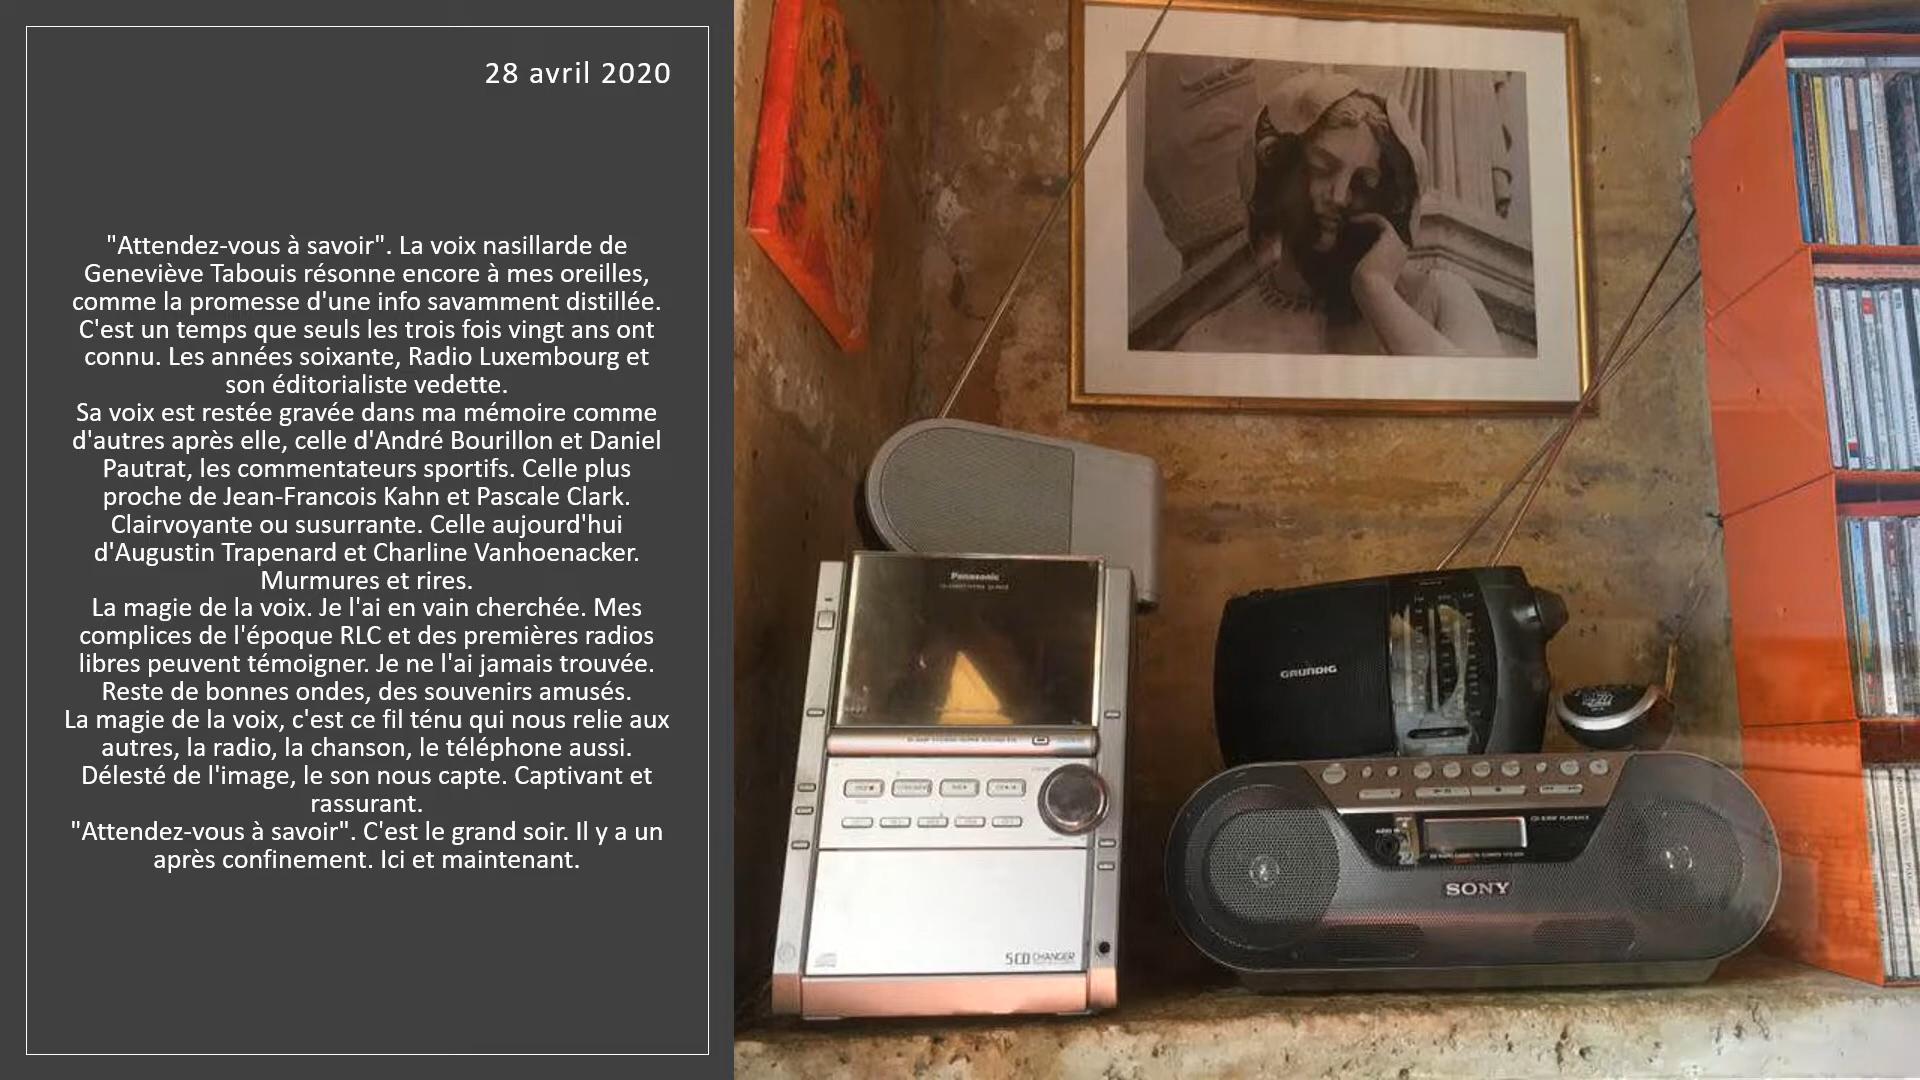 28 avril 2020
"Attendez-vous à savoir". La voix nasillarde de
Geneviève Tabouis résonne encore à mes oreilles,
comme la promesse d'une info savamment distillée.
C'est un temps que seuls les trois fois vingt ans ont
connu. Les années soixante, Radio Luxembourg et
son éditorialiste vedette.
Sa voix est restée gravée dans ma mémoire comme
d'autres après elle, celle d'André Bourillon et Daniel
Pautrat, les commentateurs sportifs. Celle plus
proche de Jean-Francois Kahn et Pascale Clark.
Clairvoyante ou susurrante. Celle aujourd'hui
d'Augustin Trapenard et Charline Vanhoenacker.
Murmures et rires.
La magie de la voix. Je l'ai en vain cherchée. Mes
complices de l'époque RLC et des premières radios
libres peuvent témoigner. Je ne l'ai jamais trouvée.
Reste de bonnes ondes, des souvenirs amusés.
La magie de la voix, c'est ce fil ténu qui nous relie aux
autres, la radio, la chanson, le téléphone aussi.
Délesté de l'image, le son nous capte. Captivant et
rassurant.
"Attendez-vous à savoir". C'est le grand soir. Il y a un
après confinement. Ici et maintenant.
Panasonic
5 CD CHANGER
GRUNDIG
SONY